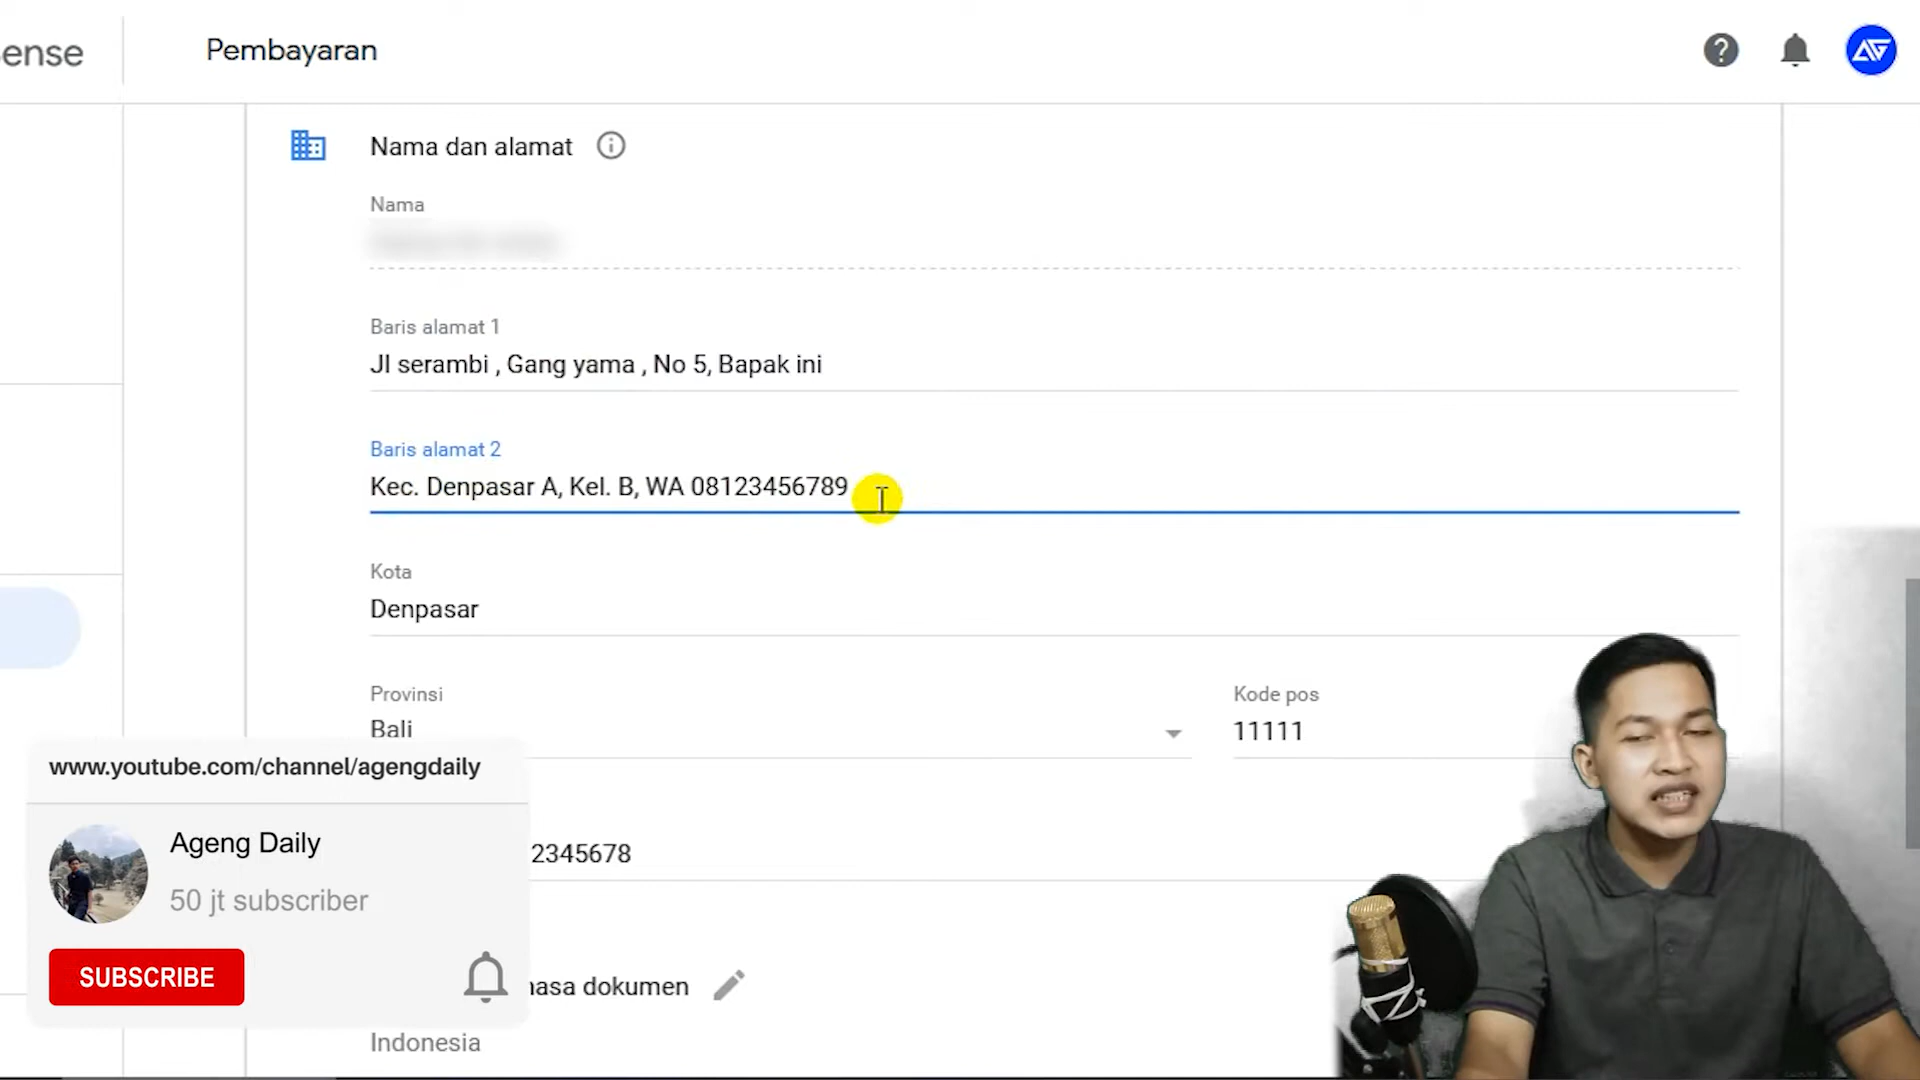 ense
Pembayaran
Nama dan alamat
Nama
Baris alamat 1
Jl serambi , Gang yama , No 5, Bapak ini
Baris alamat 2
Kec. Denpasar A, Kel. B, WA 08123456789
Kota
Denpasar
Provinsi
Bali
Kode pos
11111
www.youtube.com/channel/agengdaily
Ageng Daily
50 jt subscriber
SUBSCRIBE
2345678
hasa dokumen
Indonesia